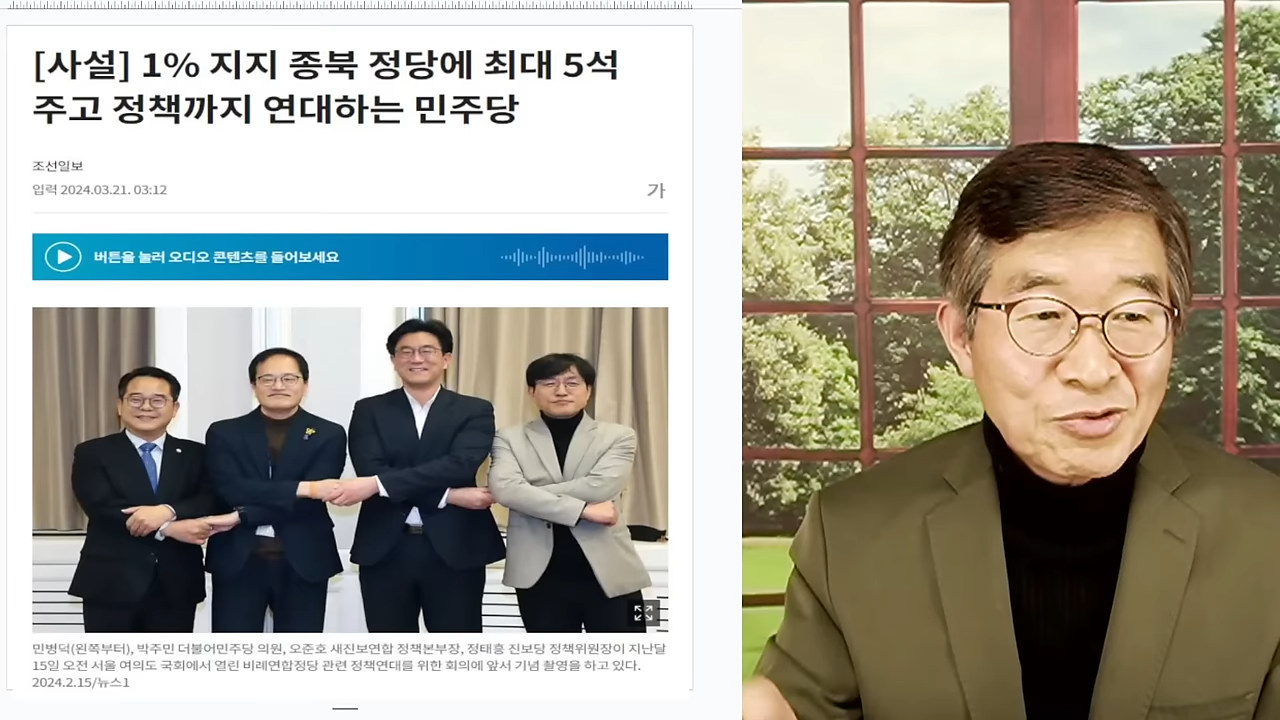 [사설] 1% 지지 종북 정당에 최대 5석
주고 정책까지 연대하는 민주당
조선일보
입력 2024.03.21. 03:12
가
버튼을 눌러 오디오 콘텐츠를 들어보세요
민병덕(왼쪽부터), 박주민 더불어민주당 의원, 오준호 새진보연합 정책본부장, 정태흥 진보당 정책위원장이 지난달
15일 오전 서울 여의도 국회에서 열린 비례연합정당 관련 정책연대를 위한 회의에 앞서 기념 촬영을 하고 있다.
2024.2.15/뉴스1